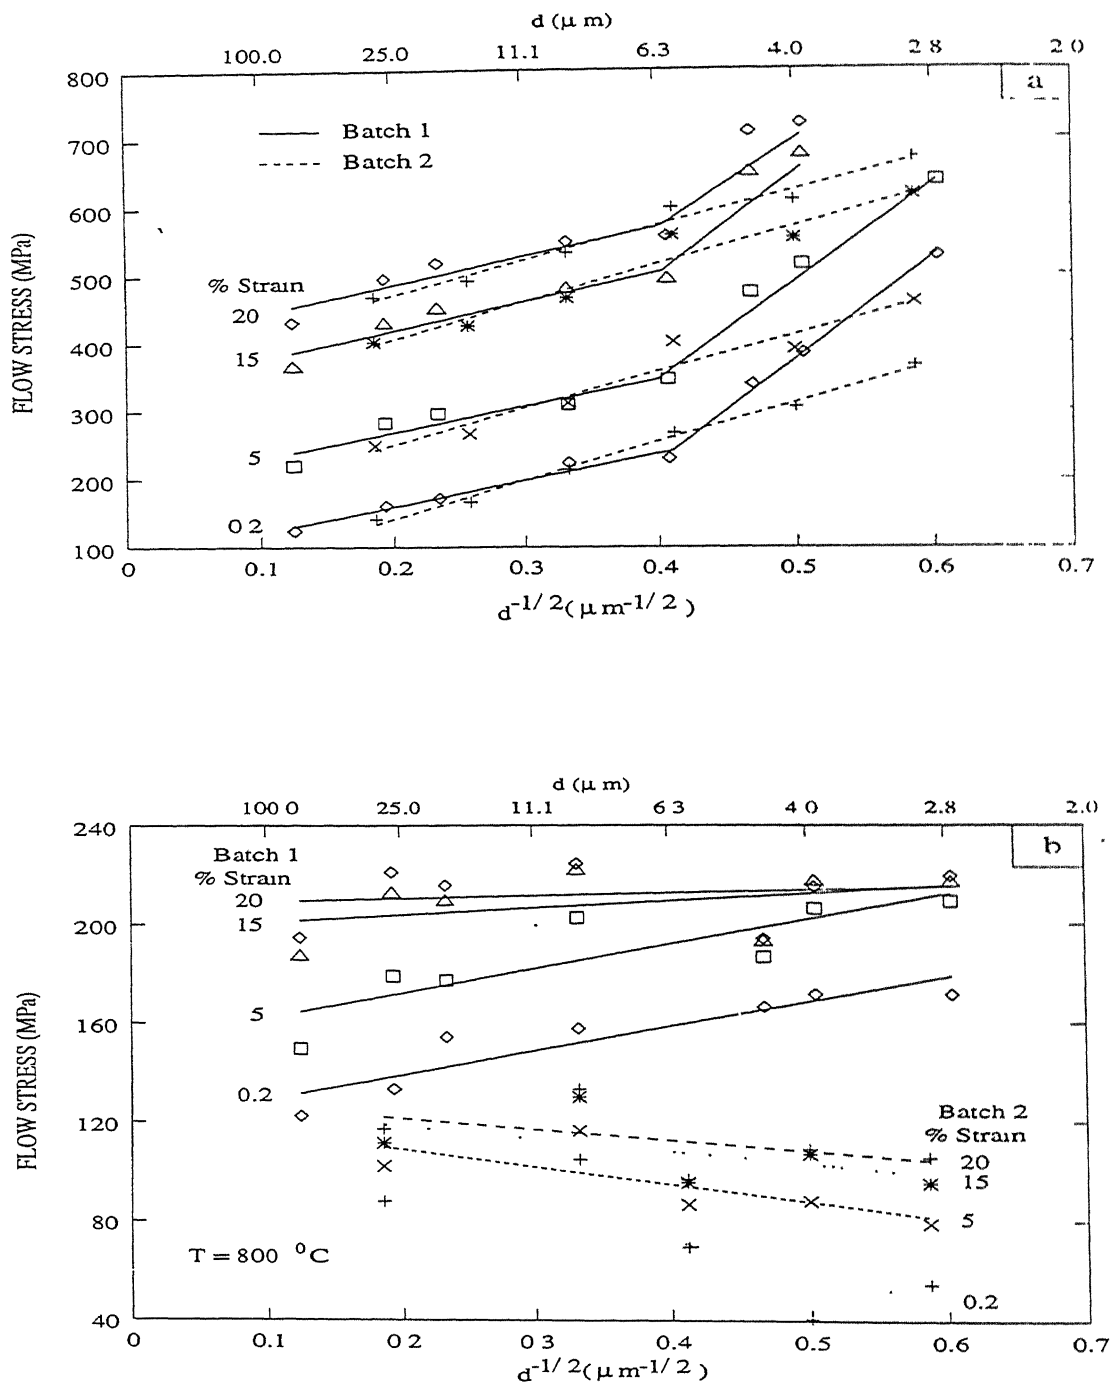 d (μ m)
100.0 25.0 11.1 6.3 4.0 2 8 2 0
800
a
Batch 1
700
Batch 2
600
500
% Strain
20
400
15
300
5
200
0 2
100
FLOW STRESS (MPa)
0 0.1 0.2 0.3 0.4 0.5 0.6 0.7
d-1/2 (μ m-1/2 )
d (μ m)
100 0 25.0 11.1 6 3 4 0 2.8 2.0
240
b
Batch 1
% Strain
20
200
15
160
5
0.2
120
Batch 2
% Strain
20
15
80
5
T = 800 ⁰C
0.2
40
FLOW STRESS (MPa)
0 0.1 0 2 0 3 0 4 0.5 0.6 0.7
d-1/2 (μ m-1/2 )